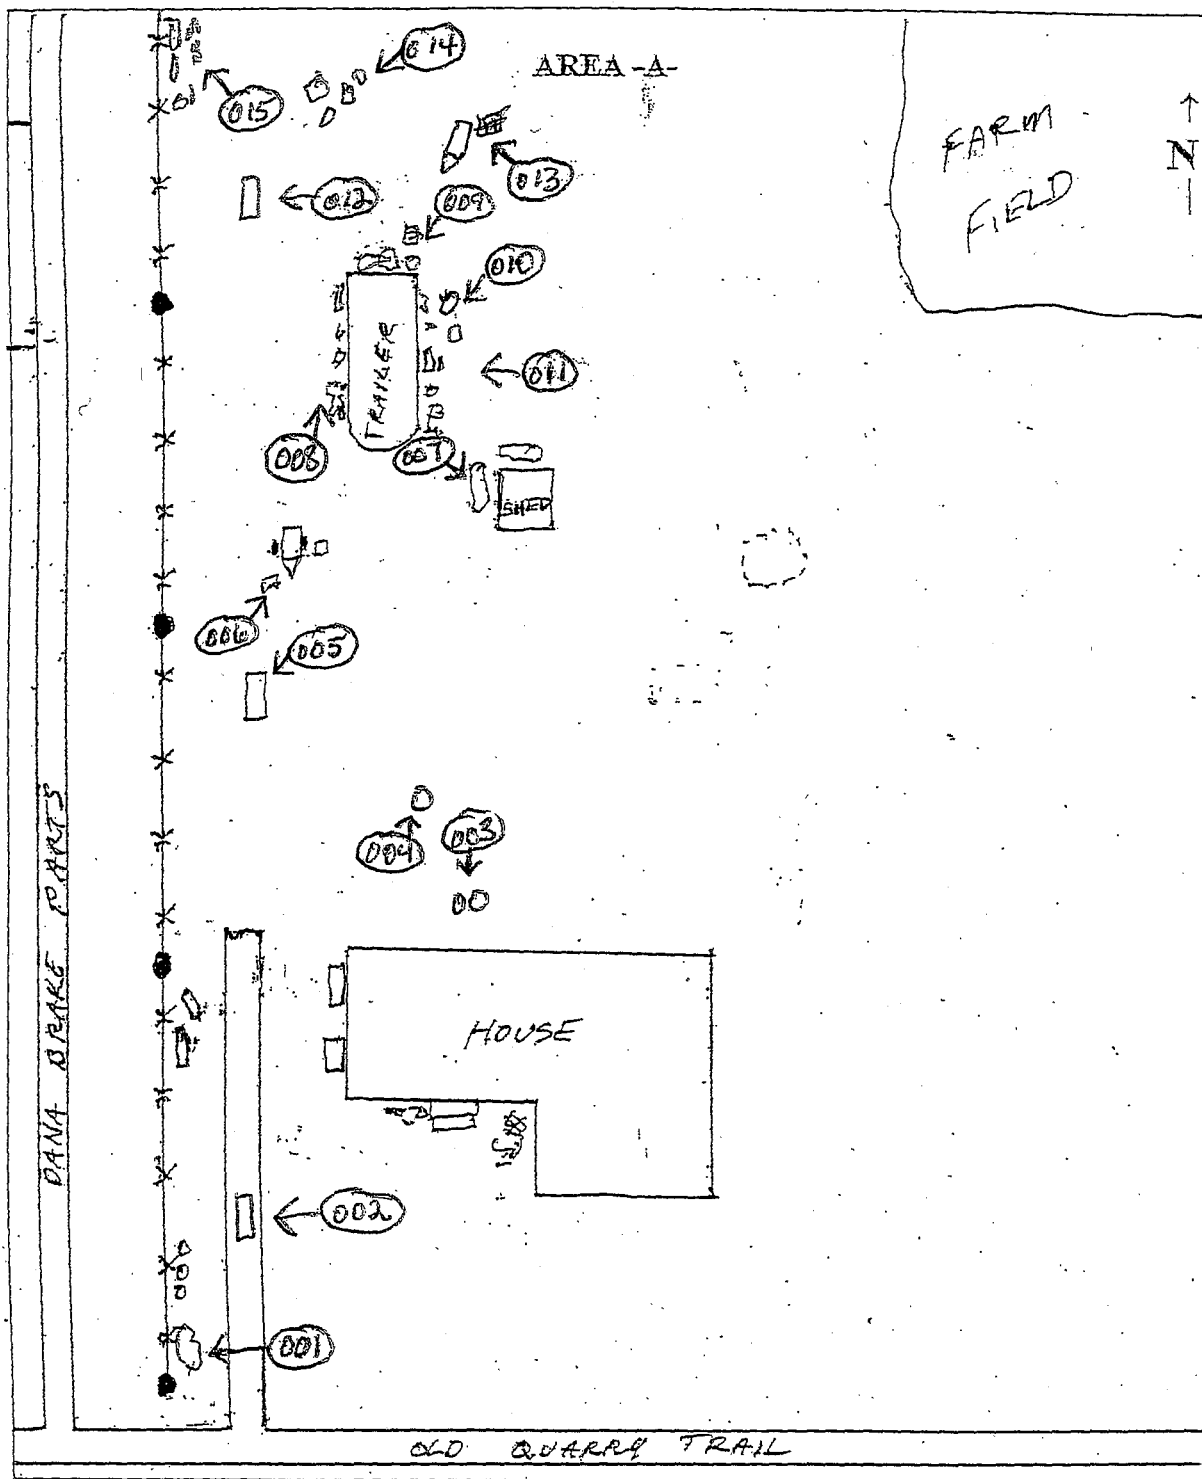 014
AREA -A-
015
FARM
N
013
012
009
FIELD
010
TRAILER
011
008
007
SHED
006
005
003
004
DANA BRAKE PARTS
HOUSE
002
001
OLD QUARRY TRAIL